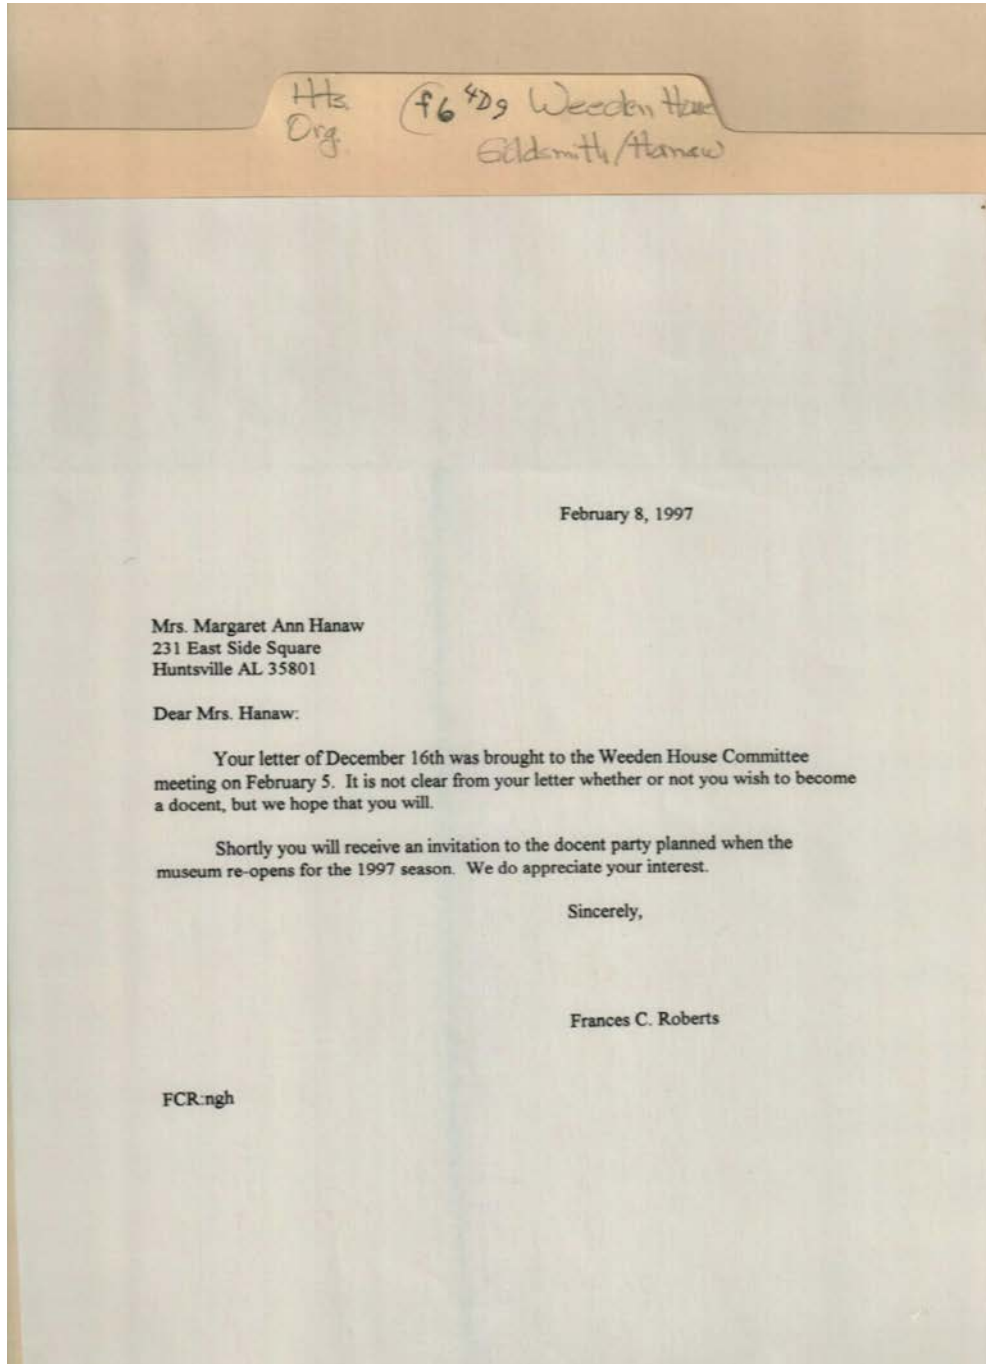 Hts. (f6 4D9 Weeden House
Org. Goldsmith/Hanaw
February 8, 1997
Mrs. Margaret Ann Hanaw
231 East Side Square
Huntsville AL 35801
Dear Mrs. Hanaw:
Your letter of December 16th was brought to the Weeden House Committee
meeting on February 5. It is not clear from your letter whether or not you wish to become
a docent, but we hope that you will.
Shortly you will receive an invitation to the docent party planned when the
museum re-opens for the 1997 season. We do appreciate your interest.
Sincerely,
Frances C. Roberts
FCR:ngh